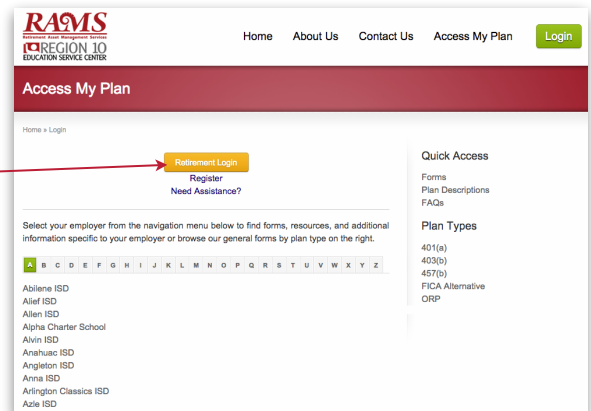 RAMS
Retirement Asset Management Services
REGION 10
EDUCATION SERVICE CENTER
Home About Us Contact Us Access My Plan Login
Access My Plan
Home » Login
Retirement Login
Register
Need Assistance?
Select your employer from the navigation menu below to find forms, resources, and additional
information specific to your employer or browse our general forms by plan type on the right.
A B C D E F G H I J K L M N O P Q R S T U V W X Y Z
Abilene ISD
Alief ISD
Allen ISD
Alpha Charter School
Alvin ISD
Anahuac ISD
Angleton ISD
Anna ISD
Arlington Classics ISD
Azle ISD
Quick Access
Forms
Plan Descriptions
FAQs
Plan Types
401(a)
403(b)
457(b)
FICA Alternative
ORP